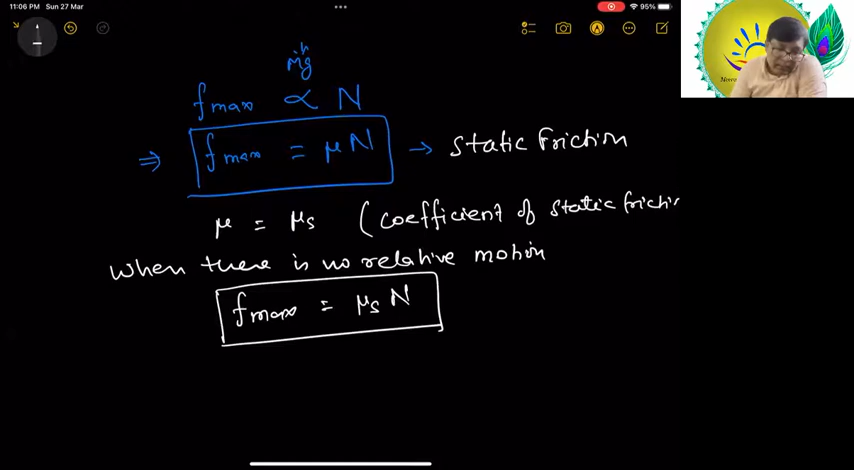 11:06 PM Sun 27 Mar
95%
mg
fmax ∝ N
⇒ fmax = μN → static friction
μ = μs (coefficient of static frictio
when there is no relative motion
fmax = μs N